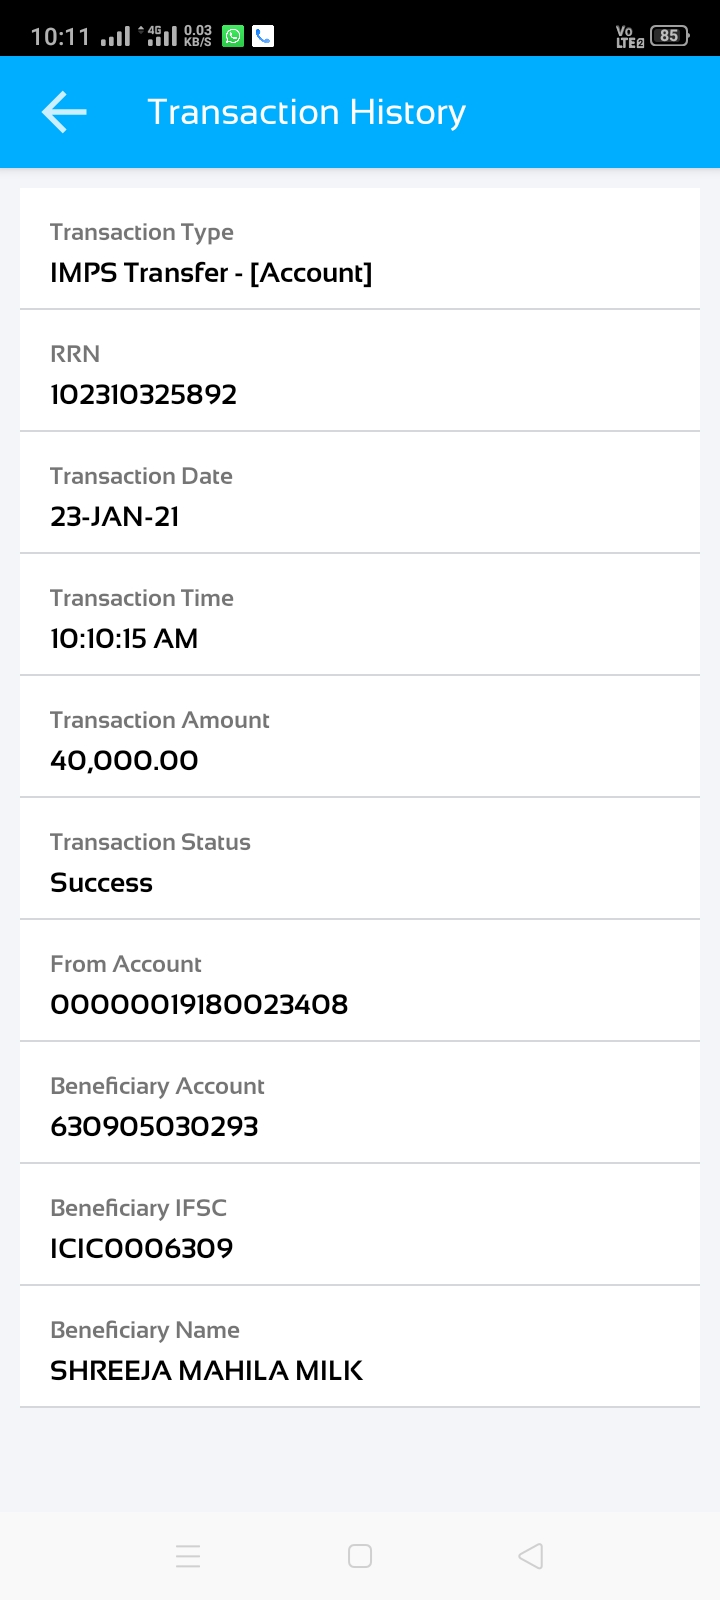 10:11 4G 0.03 KB/S Vo LTE2 85
Transaction History
Transaction Type
IMPS Transfer - [Account]
RRN
102310325892
Transaction Date
23-JAN-21
Transaction Time
10:10:15 AM
Transaction Amount
40,000.00
Transaction Status
Success
From Account
00000019180023408
Beneficiary Account
630905030293
Beneficiary IFSC
ICIC0006309
Beneficiary Name
SHREEJA MAHILA MILK